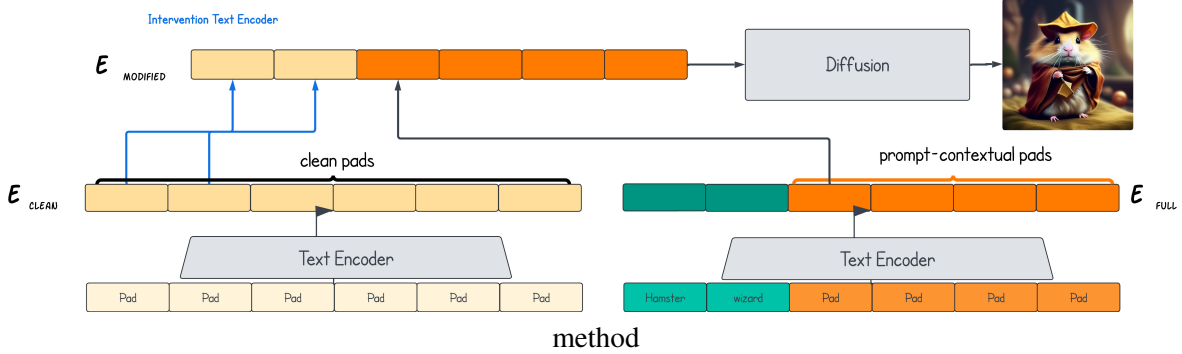 Intervention Text Encoder
E MODIFIED
Diffusion
clean pads
prompt-contextual pads
E CLEAN
E FULL
Text Encoder
Text Encoder
Pad Pad Pad Pad Pad Pad
Hamster wizard Pad Pad Pad Pad
method